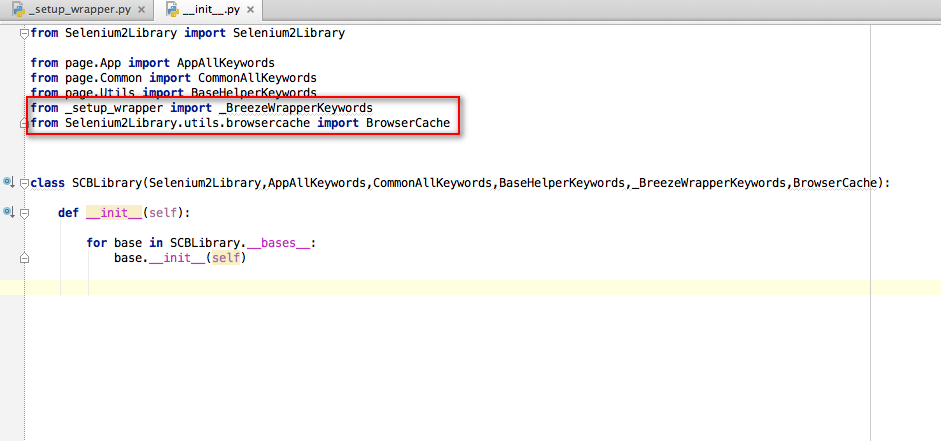 _setup_wrapper.py
__init__.py
from Selenium2Library import Selenium2Library
from page.App import AppAllKeywords
from page.Common import CommonAllKeywords
from page.Utils import BaseHelperKeywords
from _setup_wrapper import _BreezeWrapperKeywords
from Selenium2Library.utils.browsercache import BrowserCache
class SCBLibrary(Selenium2Library,AppAllKeywords,CommonAllKeywords,BaseHelperKeywords,_BreezeWrapperKeywords,BrowserCache):
def __init__(self):
for base in SCBLibrary.__bases__:
base.__init__(self)